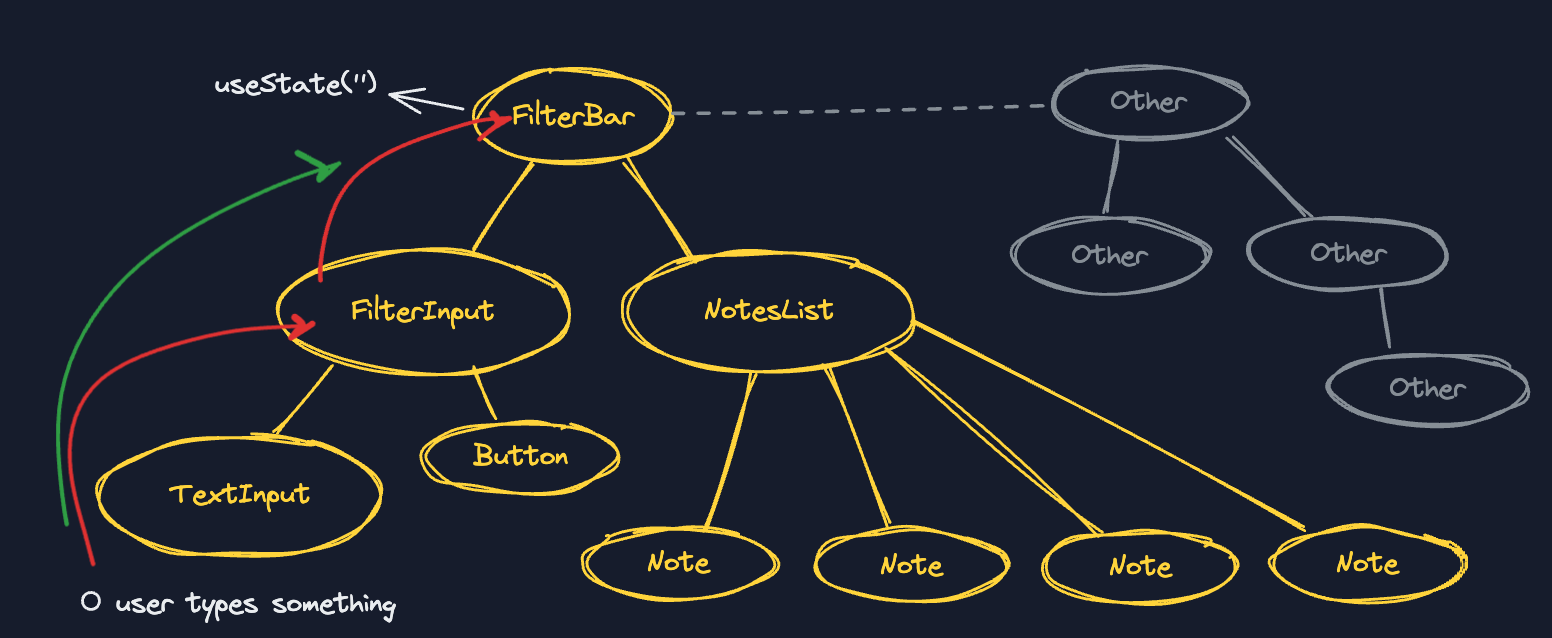 useState('')
FilterBar
Other
Other
Other
FilterInput
NotesList
Other
Button
TextInput
Note
Note
Note
Note
O user types something